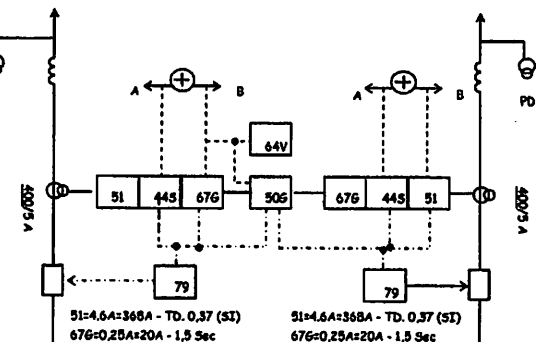 A
B
A
B
PD
64V
51
44S
67G
50G
67G
44S
51
400/5 A
400/5 A
79
79
51=4.6A=368A - TD. 0,37 (SI)
67G=0,25A=20A - 1,5 Sec
51=4.6A=368A - TD. 0,37 (SI)
67G=0,25A=20A - 1,5 Sec